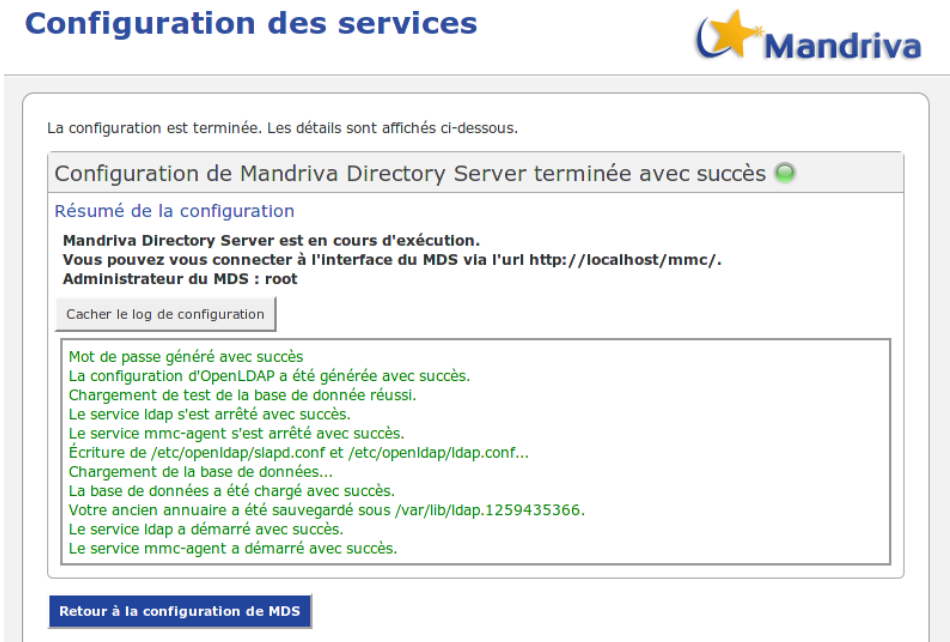 Configuration des services
Mandriva
La configuration est terminée. Les détails sont affichés ci-dessous.
Configuration de Mandriva Directory Server terminée avec succès
Résumé de la configuration
Mandriva Directory Server est en cours d'exécution.
Vous pouvez vous connecter à l'interface du MDS via l'url http://localhost/mmc/.
Administrateur du MDS : root
Cacher le log de configuration
Mot de passe généré avec succès
La configuration d'OpenLDAP a été générée avec succès.
Chargement de test de la base de donnée réussi.
Le service ldap s'est arrêté avec succès.
Le service mmc-agent s'est arrêté avec succès.
Écriture de /etc/openldap/slapd.conf et /etc/openldap/ldap.conf...
Chargement de la base de données...
La base de données a été chargé avec succès.
Votre ancien annuaire a été sauvegardé sous /var/lib/ldap.1259435366.
Le service ldap a démarré avec succès.
Le service mmc-agent a démarré avec succès.
Retour à la configuration de MDS